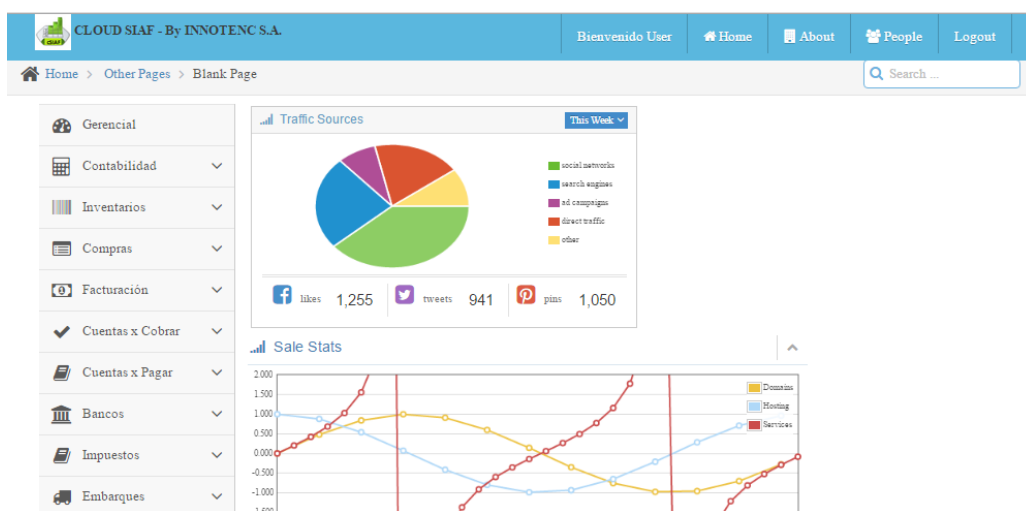 CLOUD SIAF - By INNOTENC S.A.
Bienvenido User
Home
About
People
Logout
Home > Other Pages > Blank Page
Search ...
Gerencial
Contabilidad
Inventarios
Compras
Facturación
Cuentas x Cobrar
Cuentas x Pagar
Bancos
Impuestos
Embarques
Traffic Sources
This Week
social networks
search engines
ad campaigns
direct traffic
other
likes 1,255
tweets 941
pins 1,050
Sale Stats
2.000
1.500
1.000
0.500
0.000
-0.500
-1.000
-1.500
Domains
Hosting
Services